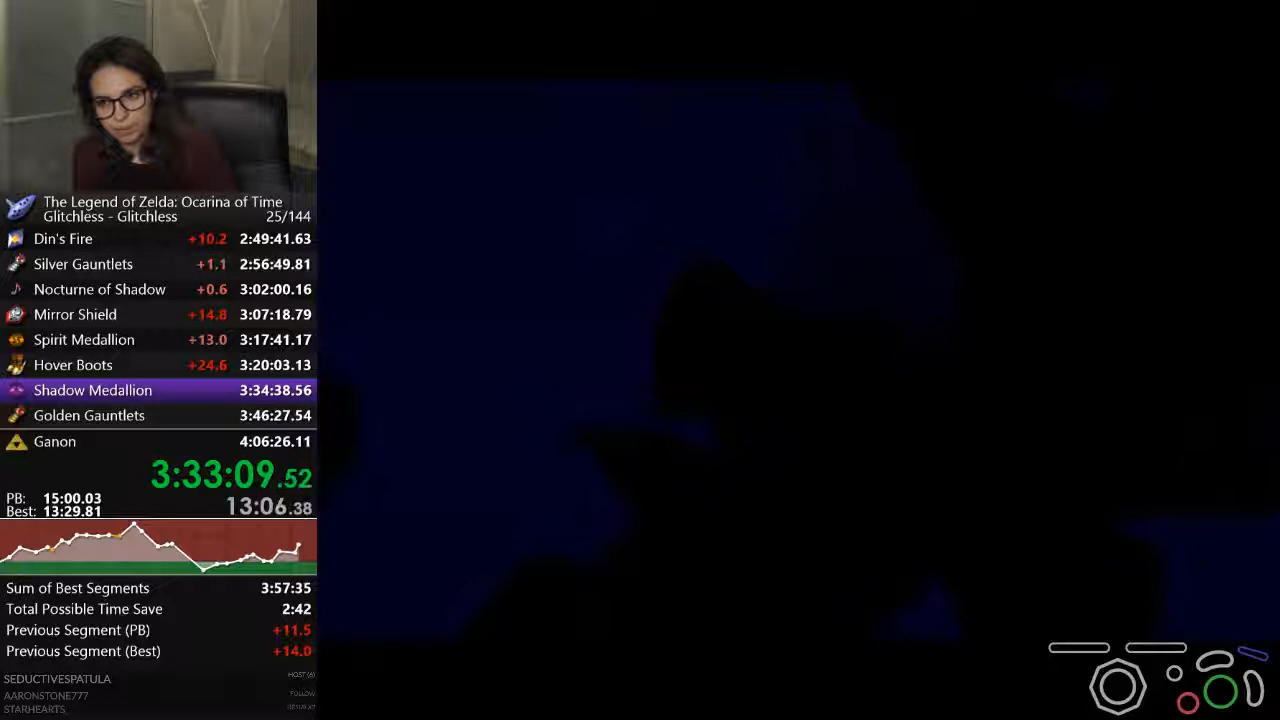 The Legend of Zelda: Ocarina of Time
Glitchless - Glitchless 25/144
Din's Fire +10.2 2:49:41.63
Silver Gauntlets +1.1 2:56:49.81
Nocturne of Shadow +0.6 3:02:00.16
Mirror Shield +14.8 3:07:18.79
Spirit Medallion +13.0 3:17:41.17
Hover Boots +24.6 3:20:03.13
Shadow Medallion 3:34:38.56
Golden Gauntlets 3:46:27.54
Ganon 4:06:26.11
3:33:09.52
PB: 15:00.03
Best: 13:29.81 13:06.38
Sum of Best Segments 3:57:35
Total Possible Time Save 2:42
Previous Segment (PB) +11.5
Previous Segment (Best) +14.0
SEDUCTIVESPATULA HOST (6)
AARONSTONE777 FOLLOW
STARHEARTS_